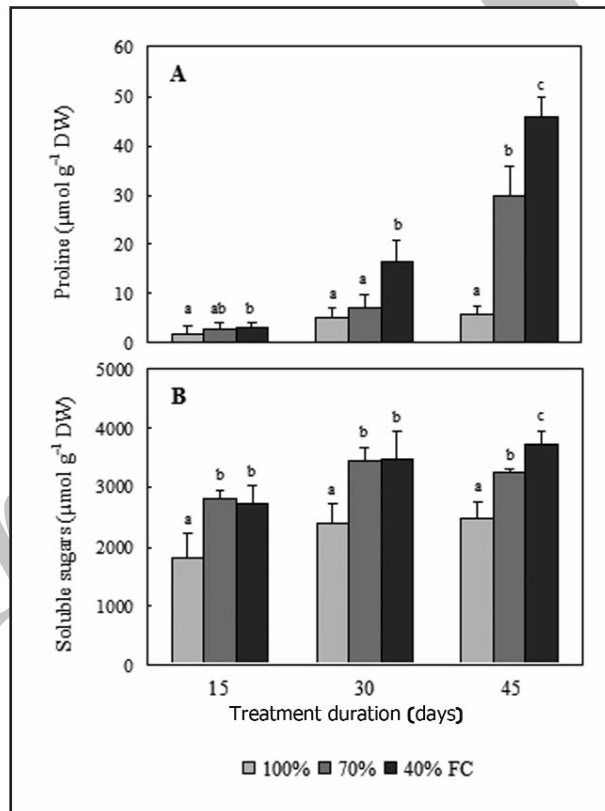 A
Proline (µmol g⁻¹ DW)
60
50
40
30
20
10
0
a ab b
a a b
a b c
B
Soluble sugars (µmol g⁻¹ DW)
5000
4000
3000
2000
1000
0
a b b
a b b
a b c
15 30 45
Treatment duration (days)
100% 70% 40% FC